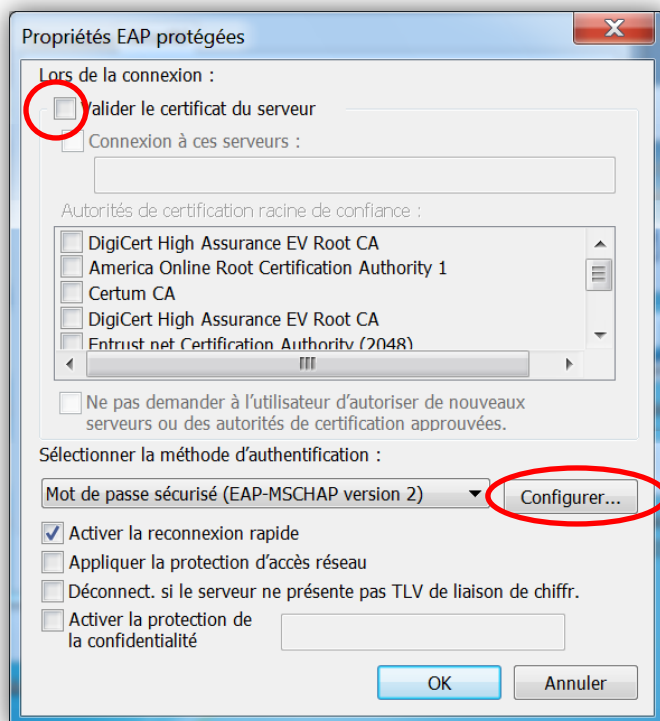 Propriétés EAP protégées
Lors de la connexion :
Valider le certificat du serveur
Connexion à ces serveurs :
Autorités de certification racine de confiance :
DigiCert High Assurance EV Root CA
America Online Root Certification Authority 1
Certum CA
DigiCert High Assurance EV Root CA
Entrust.net Certification Authority (2048)
Ne pas demander à l'utilisateur d'autoriser de nouveaux
serveurs ou des autorités de certification approuvées.
Sélectionner la méthode d'authentification :
Mot de passe sécurisé (EAP-MSCHAP version 2) Configurer...
Activer la reconnexion rapide
Appliquer la protection d'accès réseau
Déconnect. si le serveur ne présente pas TLV de liaison de chiffr.
Activer la protection de
la confidentialité
OK Annuler